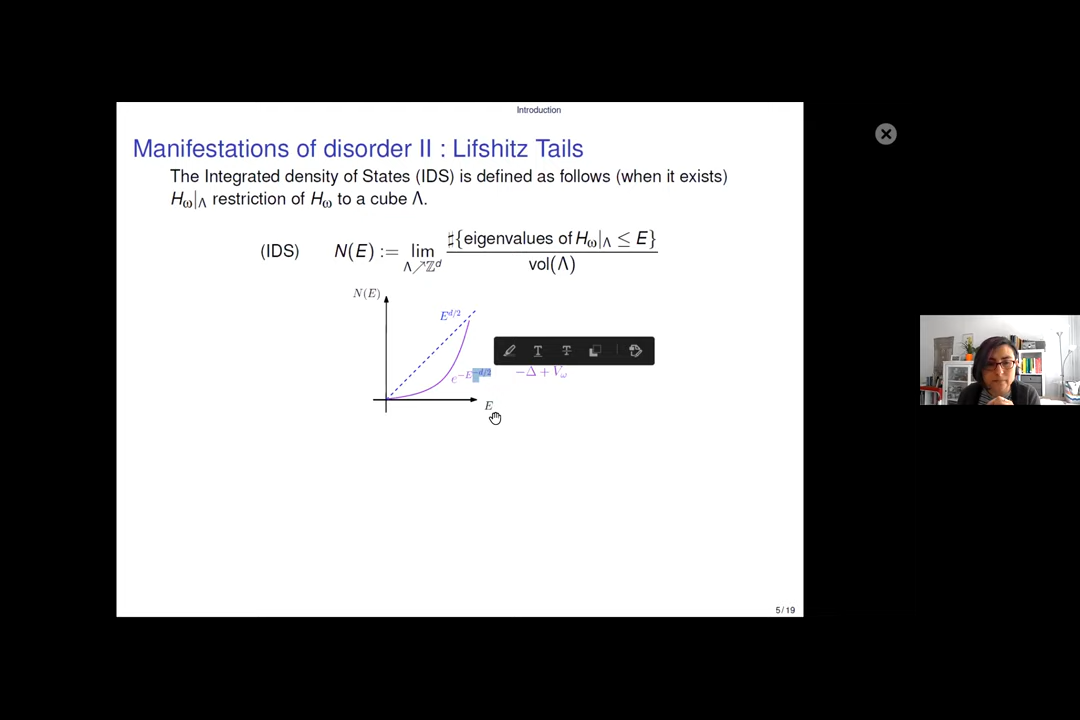 Introduction
Manifestations of disorder II : Lifshitz Tails
The Integrated density of States (IDS) is defined as follows (when it exists)
H_ω|_Λ restriction of H_ω to a cube Λ.
(IDS) N(E) := lim_{Λ↗ℤ^d} ♯{eigenvalues of H_ω|_Λ ≤ E} / vol(Λ)
N(E)
E^{d/2}
e^{-E^{-d/2}} −Δ + V_ω
E
5 / 19